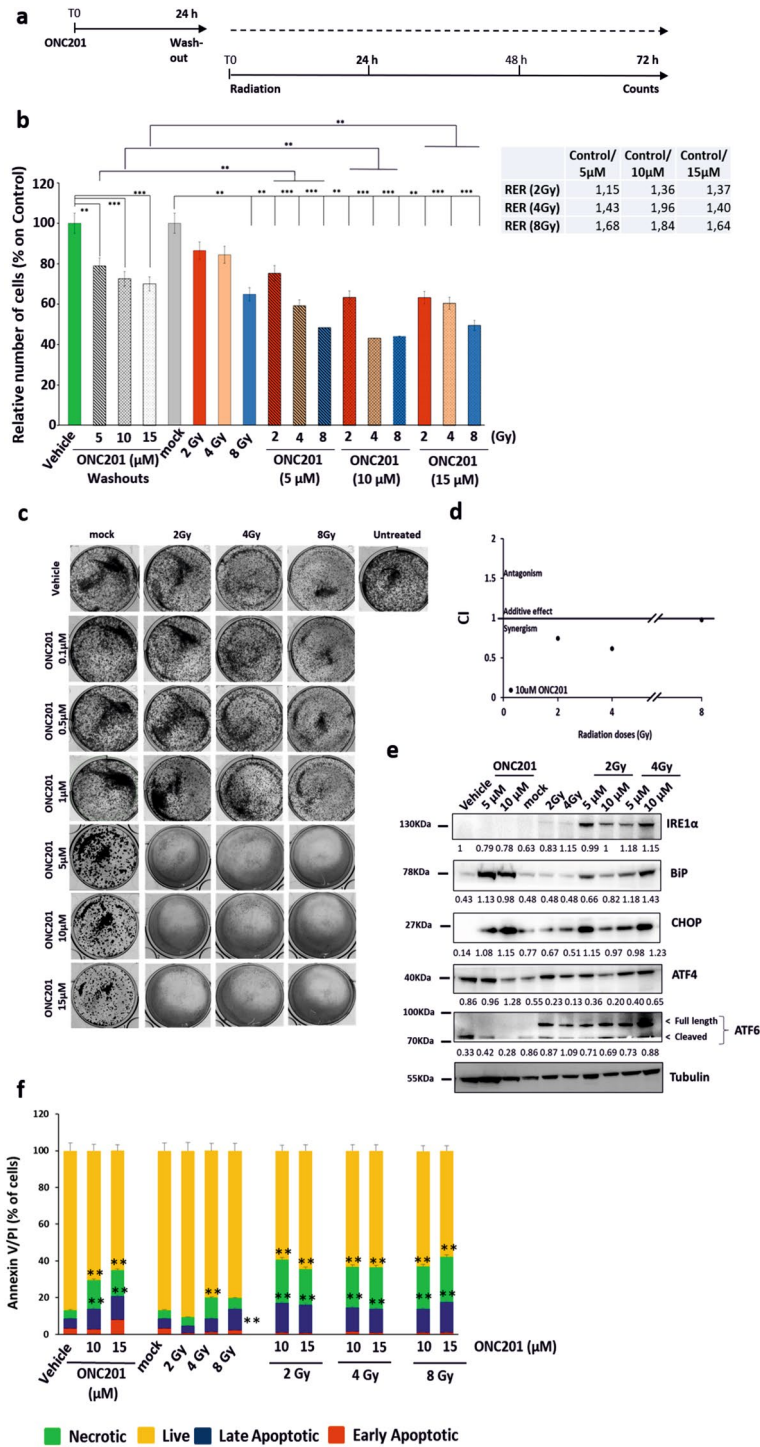 a
T0 24 h
ONC201 Wash-
out
T0 24 h 48 h 72 h
Radiation Counts
b
Relative number of cells (% on Control)
120
100
80
60
40
20
0
** *** *** ** ** ** ** ** *** *** ** *** *** ** *** ***
Vehicle 5 10 15 mock 2 Gy 4 Gy 8 Gy 2 4 8 2 4 8 2 4 8 (Gy)
ONC201 (µM) ONC201 ONC201 ONC201
Washouts (5 µM) (10 µM) (15 µM)
Control/ Control/ Control/
5µM 10µM 15µM
RER (2Gy) 1,15 1,36 1,37
RER (4Gy) 1,43 1,96 1,40
RER (8Gy) 1,68 1,84 1,64
c
mock 2Gy 4Gy 8Gy Untreated
Vehicle
ONC201
0.1µM
ONC201
0.5µM
ONC201
1µM
ONC201
5µM
ONC201
10µM
ONC201
15µM
d
CI
2
1.5
1
0.5
0
Antagonism
Additive effect
Synergism
10uM ONC201
0 2 4 8
Radiation doses (Gy)
e
ONC201 2Gy 4Gy
Vehicle 5 µM 10 µM mock 2Gy 4Gy 5 µM 10 µM 5 µM 10 µM
130KDa IRE1α
1 0.79 0.78 0.63 0.83 1.15 0.99 1 1.18 1.15
78KDa BiP
0.43 1.13 0.98 0.48 0.48 0.48 0.66 0.82 1.18 1.43
27KDa CHOP
0.14 1.08 1.15 0.77 0.67 0.51 1.15 0.97 0.98 1.23
40KDa ATF4
0.86 0.96 1.28 0.55 0.23 0.13 0.36 0.20 0.40 0.65
100KDa < Full length
ATF6
70KDa < Cleaved
0.33 0.42 0.28 0.86 0.87 1.09 0.71 0.69 0.73 0.88
55KDa Tubulin
f
Annexin V/PI (% of cells)
120
100
80
60
40
20
0
** ** ** ** ** ** ** ** ** ** ** ** ** ** ** ** ** **
Vehicle 10 15 mock 2 Gy 4 Gy 8 Gy 10 15 10 15 10 15 ONC201 (µM)
ONC201 2 Gy 4 Gy 8 Gy
(µM)
Necrotic Live Late Apoptotic Early Apoptotic